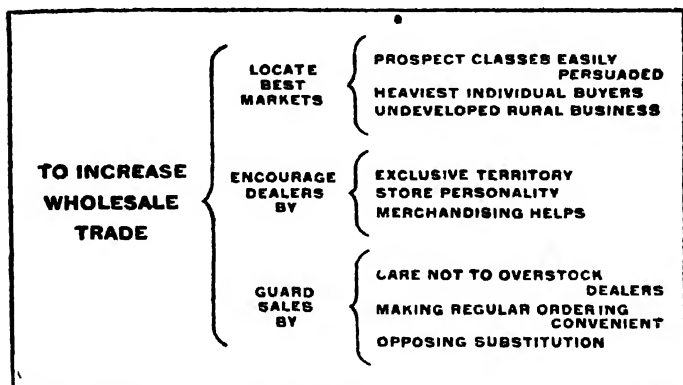 TO INCREASE
WHOLESALE
TRADE
LOCATE
BEST
MARKETS
PROSPECT CLASSES EASILY
PERSUADED
HEAVIEST INDIVIDUAL BUYERS
UNDEVELOPED RURAL BUSINESS
ENCOURAGE
DEALERS
BY
EXCLUSIVE TERRITORY
STORE PERSONALITY
MERCHANDISING HELPS
GUARD
SALES
BY
CARE NOT TO OVERSTOCK
DEALERS
MAKING REGULAR ORDERING
CONVENIENT
OPPOSING SUBSTITUTION